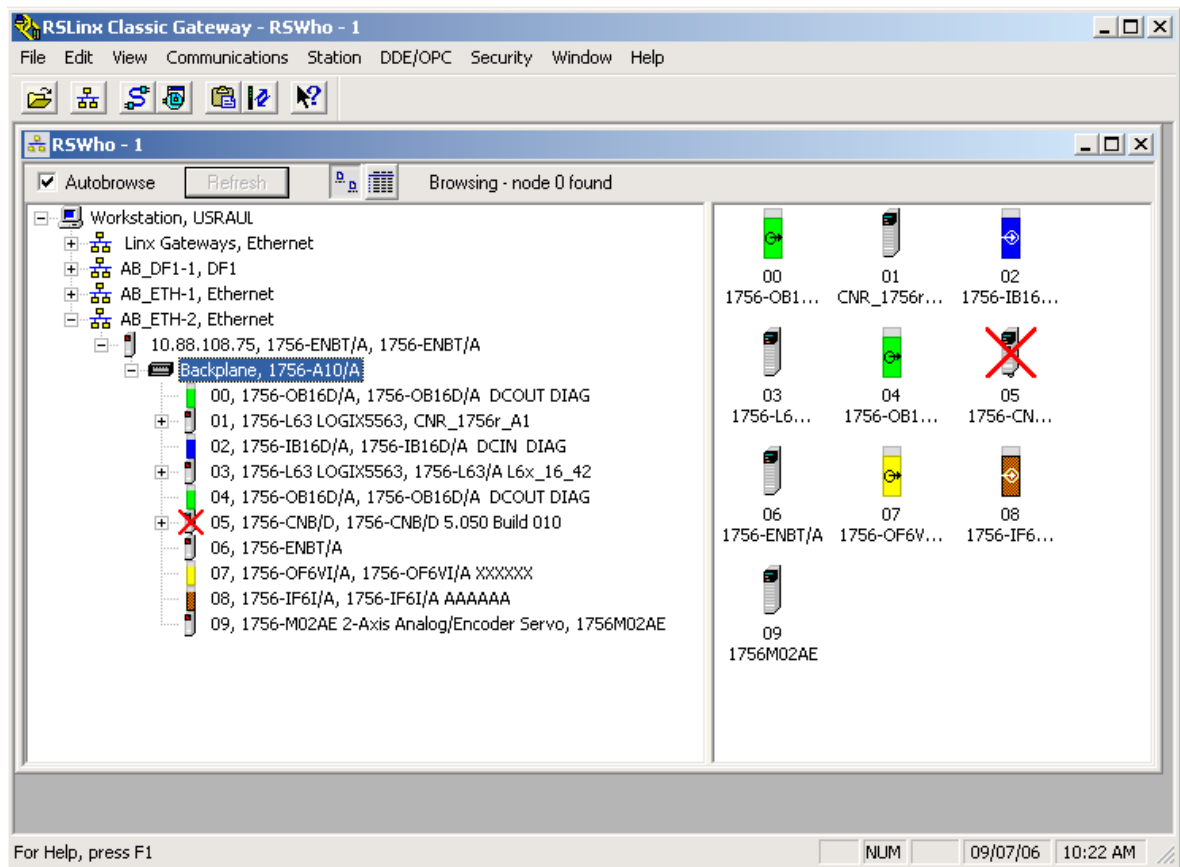 RSLinx Classic Gateway - RSWho - 1
File Edit View Communications Station DDE/OPC Security Window Help
RSWho - 1
Autobrowse Refresh Browsing - node 0 found
Workstation, USRAUL
Linx Gateways, Ethernet
AB_DF1-1, DF1
AB_ETH-1, Ethernet
AB_ETH-2, Ethernet
10.88.108.75, 1756-ENBT/A, 1756-ENBT/A
Backplane, 1756-A10/A
00, 1756-OB16D/A, 1756-OB16D/A DCOUT DIAG
01, 1756-L63 LOGIX5563, CNR_1756r_A1
02, 1756-IB16D/A, 1756-IB16D/A DCIN DIAG
03, 1756-L63 LOGIX5563, 1756-L63/A L6x_16_42
04, 1756-OB16D/A, 1756-OB16D/A DCOUT DIAG
05, 1756-CNB/D, 1756-CNB/D 5.050 Build 010
06, 1756-ENBT/A
07, 1756-OF6VI/A, 1756-OF6VI/A XXXXXX
08, 1756-IF6I/A, 1756-IF6I/A AAAAAA
09, 1756-M02AE 2-Axis Analog/Encoder Servo, 1756M02AE
00 01 02
1756-OB1... CNR_1756r... 1756-IB16...
03 04 05
1756-L6... 1756-OB1... 1756-CN...
06 07 08
1756-ENBT/A 1756-OF6V... 1756-IF6...
09
1756M02AE
For Help, press F1 NUM 09/07/06 10:22 AM